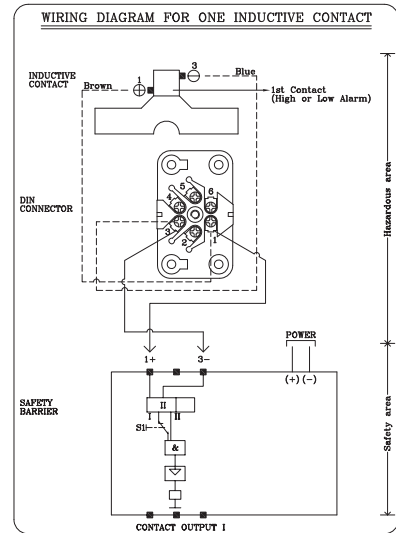 WIRING DIAGRAM FOR ONE INDUCTIVE CONTACT
INDUCTIVE
CONTACT
Brown
1
3
Blue
1st Contact
(High or Low Alarm)
Hazardous area
DIN
CONNECTOR
5
4
6
3
2
1
1+
3-
POWER
(+) (-)
SAFETY
BARRIER
II
I
II
S1
&
Safety area
CONTACT OUTPUT I